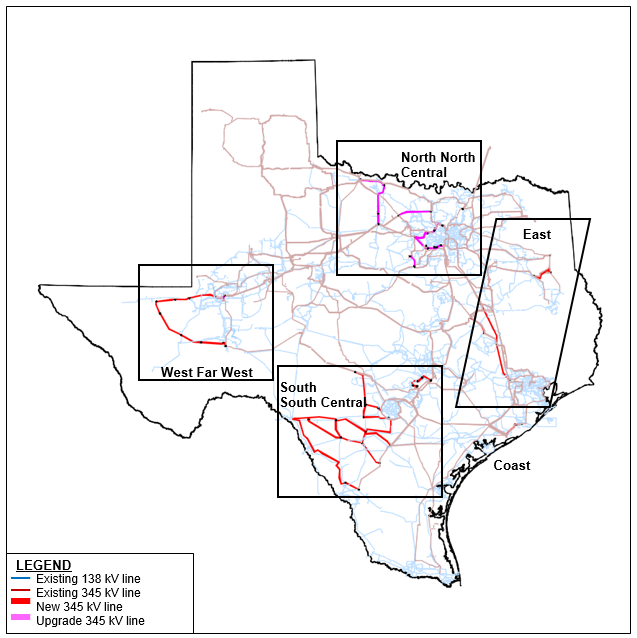 North North
Central
East
West Far West
South
South Central
Coast
LEGEND
Existing 138 kV line
Existing 345 kV line
New 345 kV line
Upgrade 345 kV line